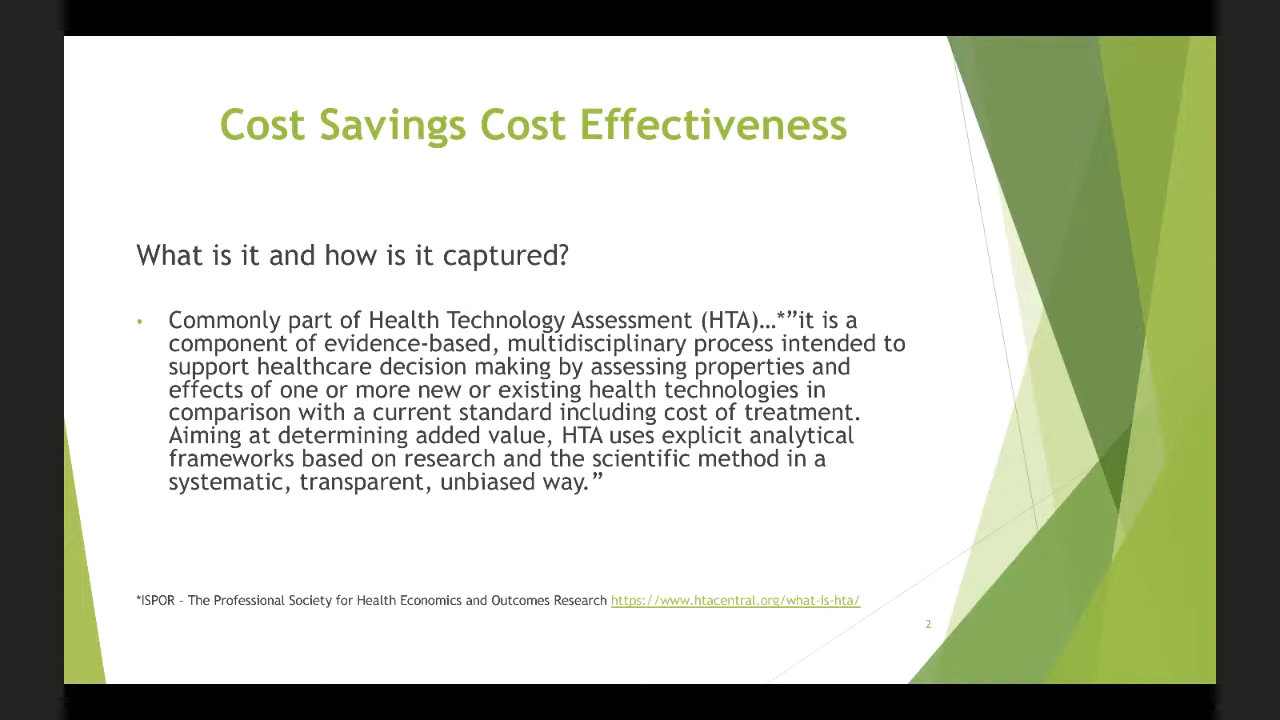 Cost Savings Cost Effectiveness
What is it and how is it captured?
• Commonly part of Health Technology Assessment (HTA)…*”it is a
component of evidence-based, multidisciplinary process intended to
support healthcare decision making by assessing properties and
effects of one or more new or existing health technologies in
comparison with a current standard including cost of treatment.
Aiming at determining added value, HTA uses explicit analytical
frameworks based on research and the scientific method in a
systematic, transparent, unbiased way.”
*ISPOR – The Professional Society for Health Economics and Outcomes Research https://www.htacentral.org/what-is-hta/
2